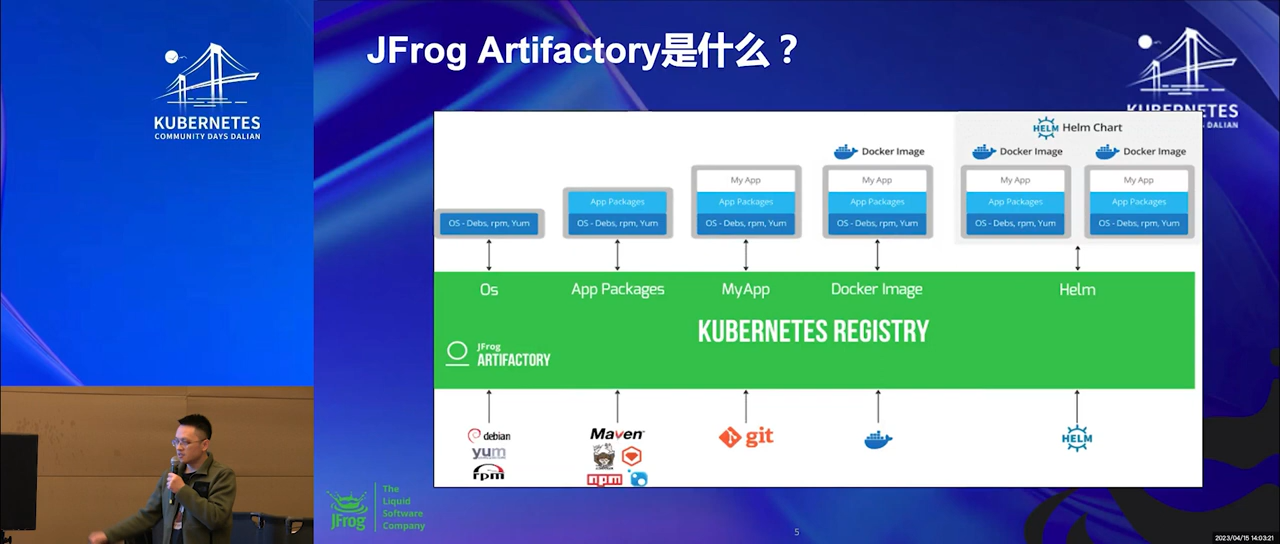 KUBERNETES
COMMUNITY DAYS DALIAN
JFrog Artifactory是什么？
KUBERNETES
DALIAN
HELM Helm Chart
Docker Image
Docker Image
Docker Image
My App
App Packages
OS - Debs, rpm, Yum
My App
App Packages
OS - Debs, rpm, Yum
My App
App Packages
OS - Debs, rpm, Yum
My App
App Packages
OS - Debs, rpm, Yum
App Packages
OS - Debs, rpm, Yum
OS - Debs, rpm, Yum
Os
App Packages
MyApp
Docker Image
Helm
KUBERNETES REGISTRY
JFrog
ARTIFACTORY
debian
yum
rpm
Maven
npm
git
HELM
JFrog
The
Liquid
Software
Company
5
2023/04/15 14:03:21